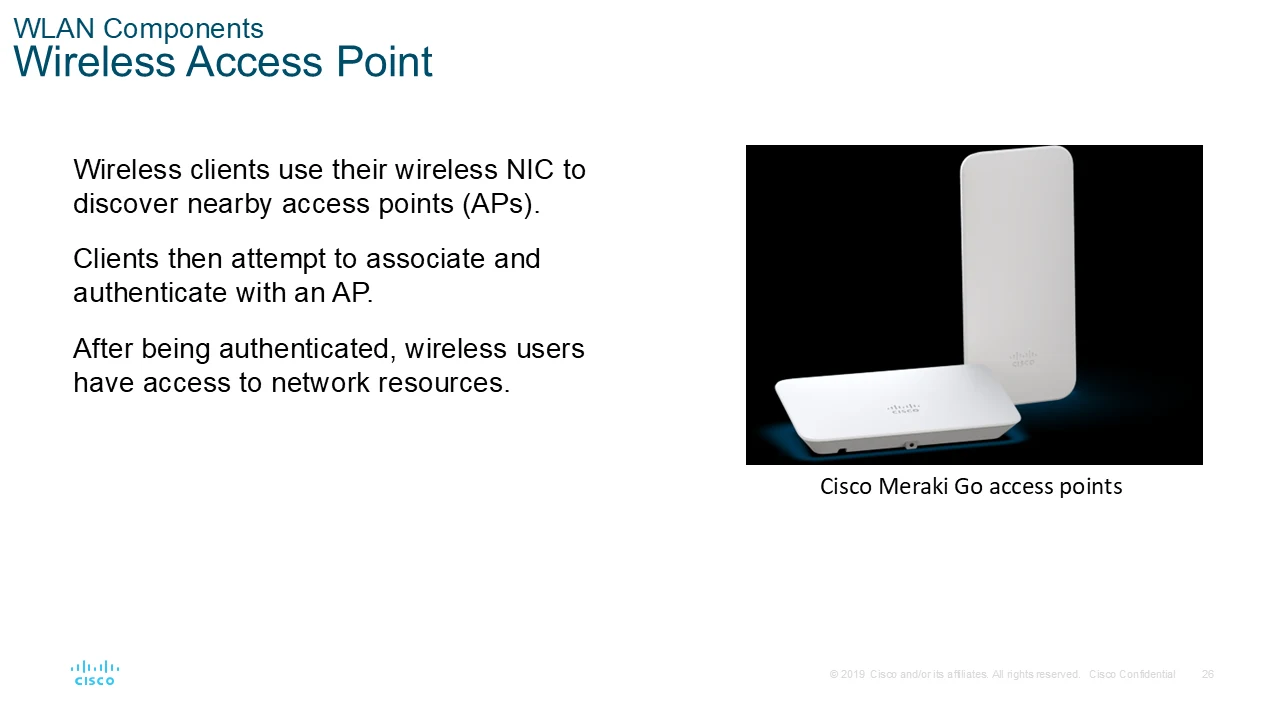 WLAN Components
Wireless Access Point
Wireless clients use their wireless NIC to
discover nearby access points (APs).
Clients then attempt to associate and
authenticate with an AP.
After being authenticated, wireless users
have access to network resources.
CISCO
CISCO
Cisco Meraki Go access points
CISCO
© 2019 Cisco and/or its affiliates. All rights reserved. Cisco Confidential
26